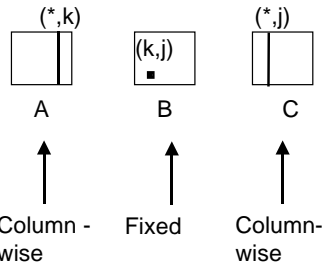 (*,k) (*,j)
(k,j)
A B C
Column - Fixed Column-
wise wise